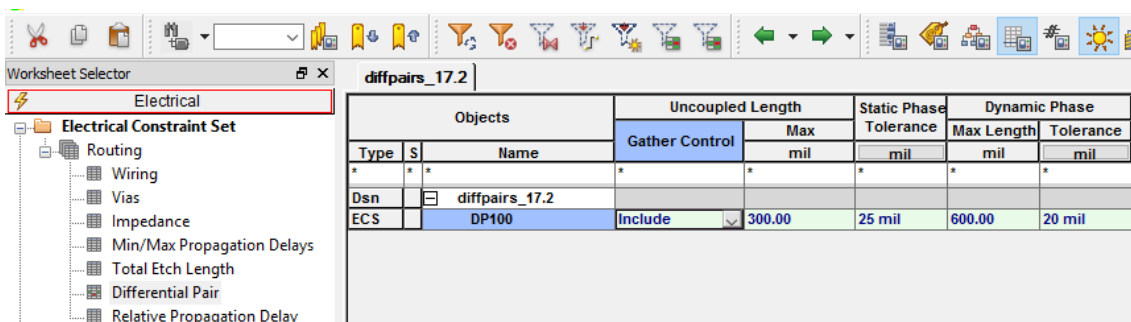 Worksheet Selector
Electrical
Electrical Constraint Set
Routing
Wiring
Vias
Impedance
Min/Max Propagation Delays
Total Etch Length
Differential Pair
Relative Propagation Delay
diffpairs_17.2
Objects Uncoupled Length Static Phase Tolerance Dynamic Phase
Gather Control Max Max Length Tolerance
Type S Name mil mil mil mil
* * * * * * * *
Dsn diffpairs_17.2
ECS DP100 Include 300.00 25 mil 600.00 20 mil